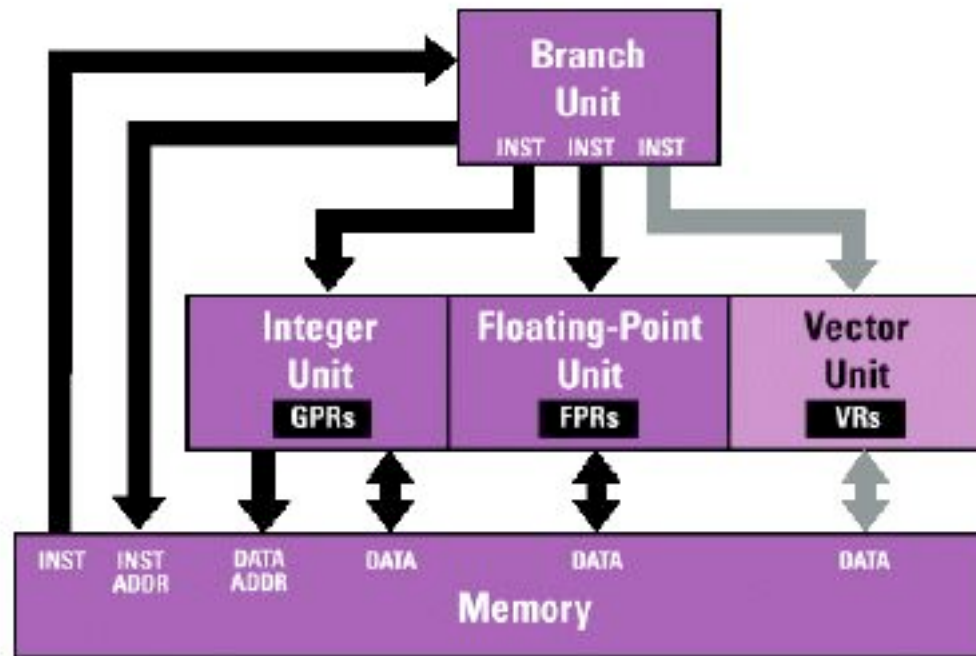 Branch
Unit
INST INST INST
Integer
Unit
GPRs
Floating-Point
Unit
FPRs
Vector
Unit
VRs
INST
INST
ADDR
DATA
ADDR
DATA
DATA
DATA
Memory